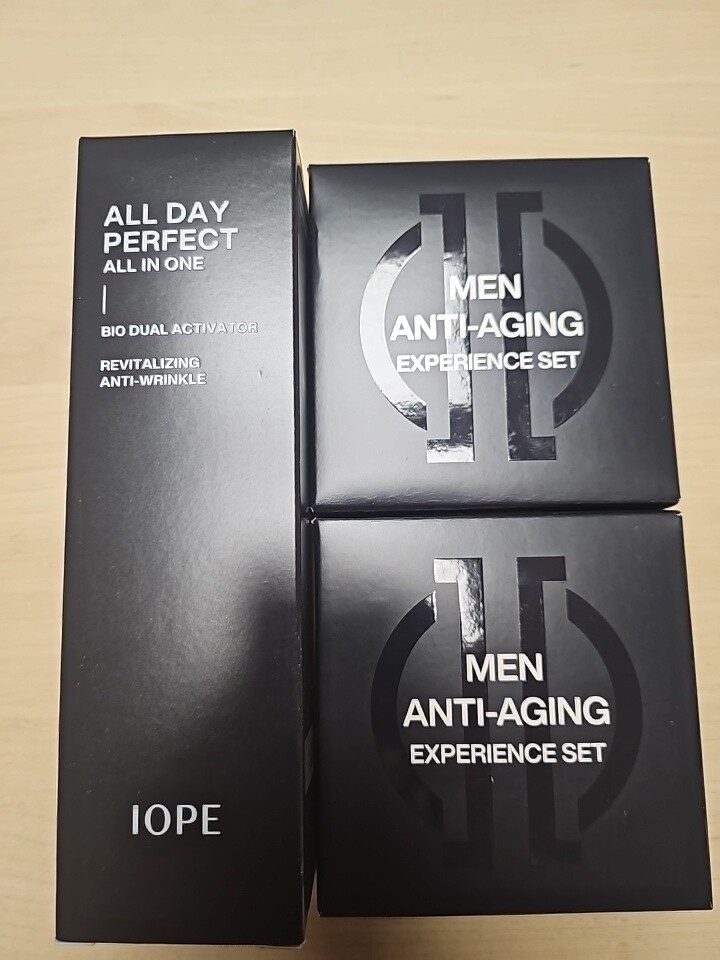 ALL DAY
PERFECT
ALL IN ONE
BIO DUAL ACTIVATOR
REVITALIZING
ANTI-WRINKLE
IOPE
MEN
ANTI-AGING
EXPERIENCE SET
MEN
ANTI-AGING
EXPERIENCE SET